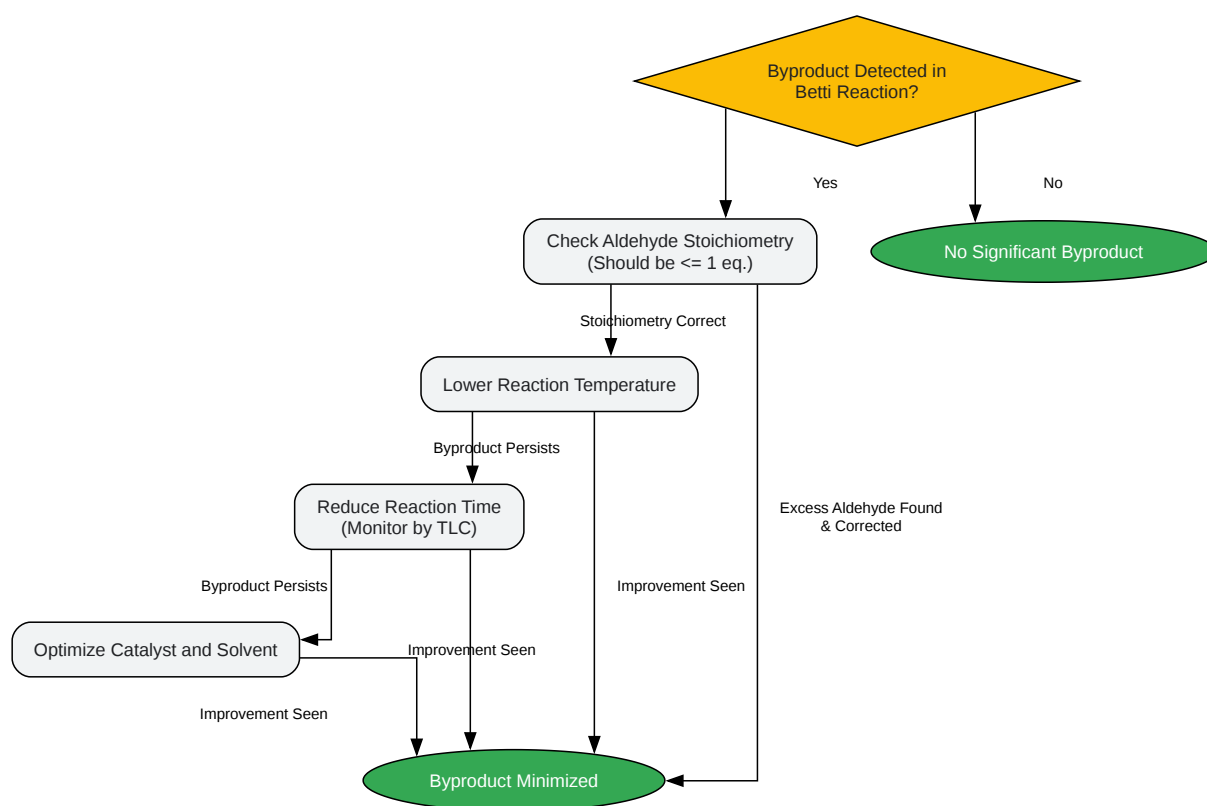 Byproduct Detected in
Betti Reaction?
Yes
No
Check Aldehyde Stoichiometry
(Should be <= 1 eq.)
No Significant Byproduct
Stoichiometry Correct
Lower Reaction Temperature
Byproduct Persists
Reduce Reaction Time
(Monitor by TLC)
Excess Aldehyde Found
& Corrected
Byproduct Persists
Improvement Seen
Optimize Catalyst and Solvent
Improvement Seen
Improvement Seen
Byproduct Minimized